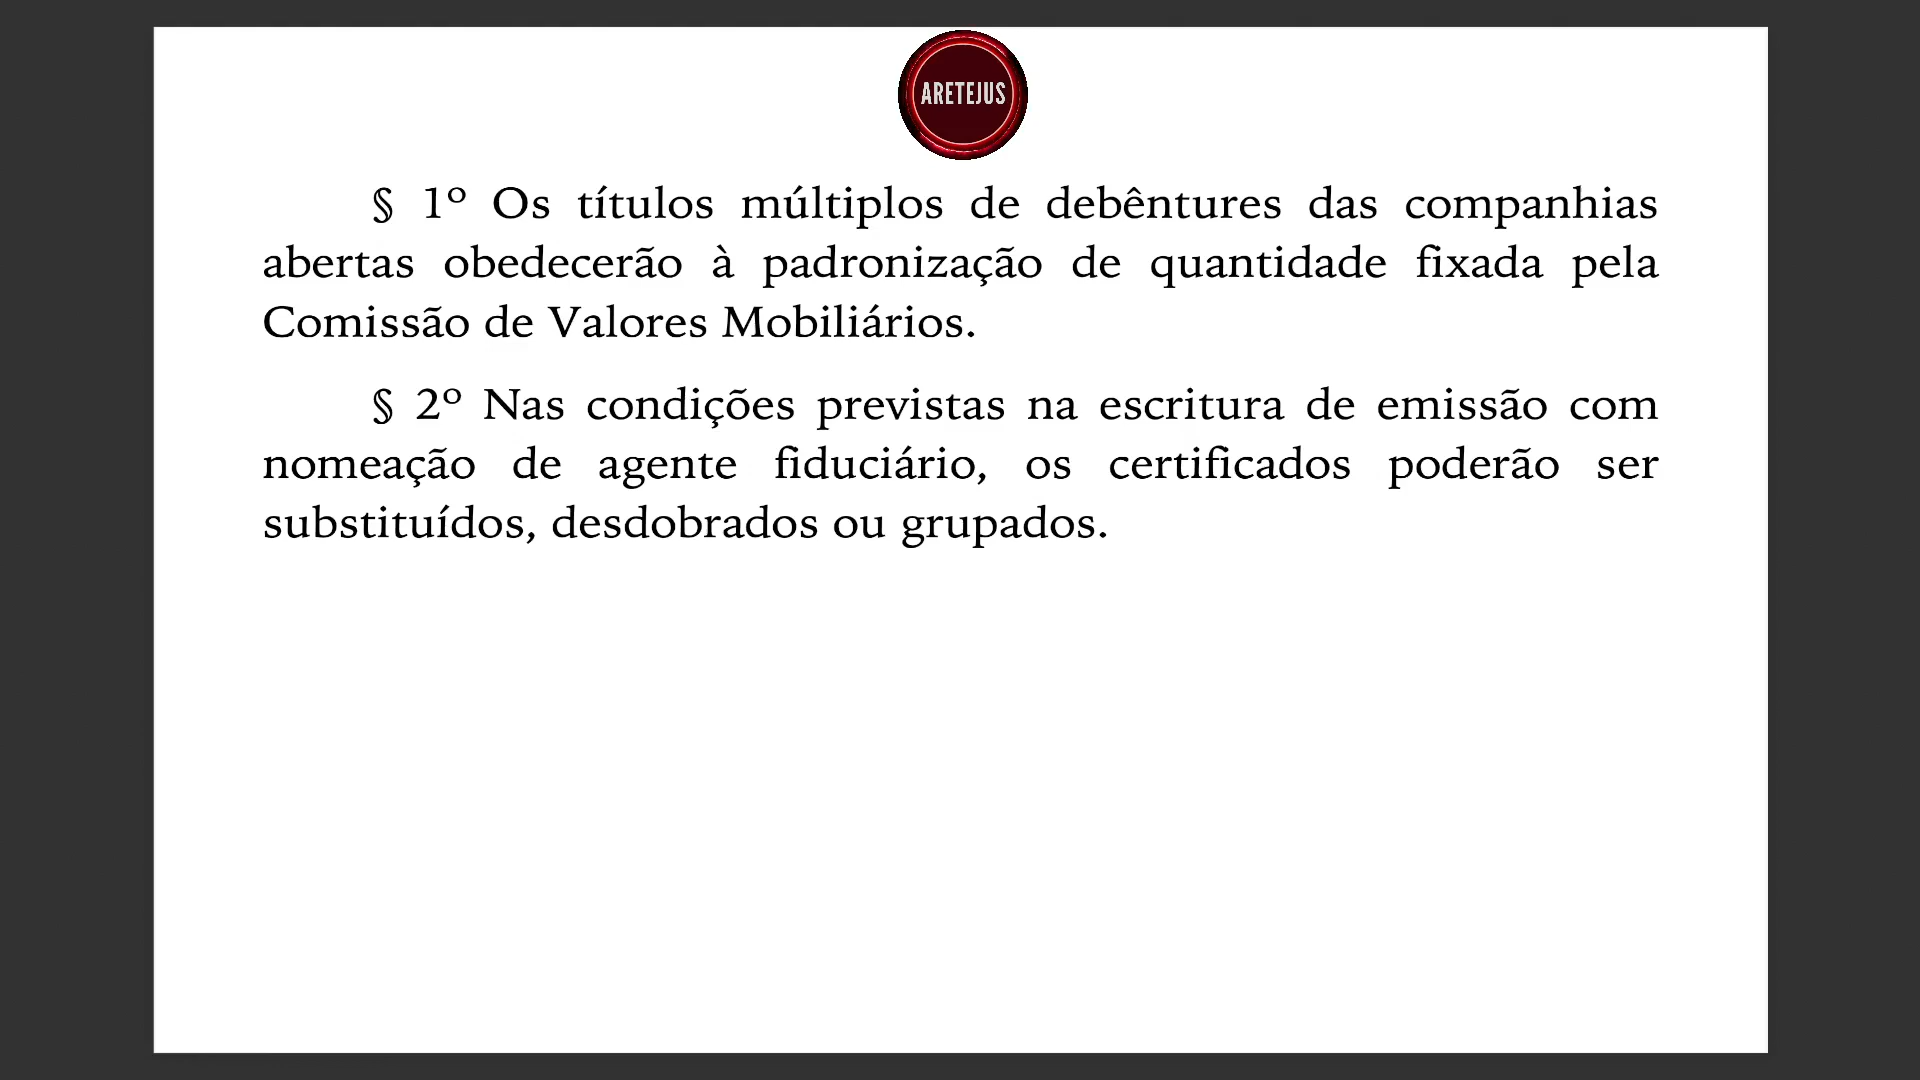 ARETEJUS
§ 1º Os títulos múltiplos de debêntures das companhias
abertas obedecerão à padronização de quantidade fixada pela
Comissão de Valores Mobiliários.
§ 2º Nas condições previstas na escritura de emissão com
nomeação de agente fiduciário, os certificados poderão ser
substituídos, desdobrados ou grupados.